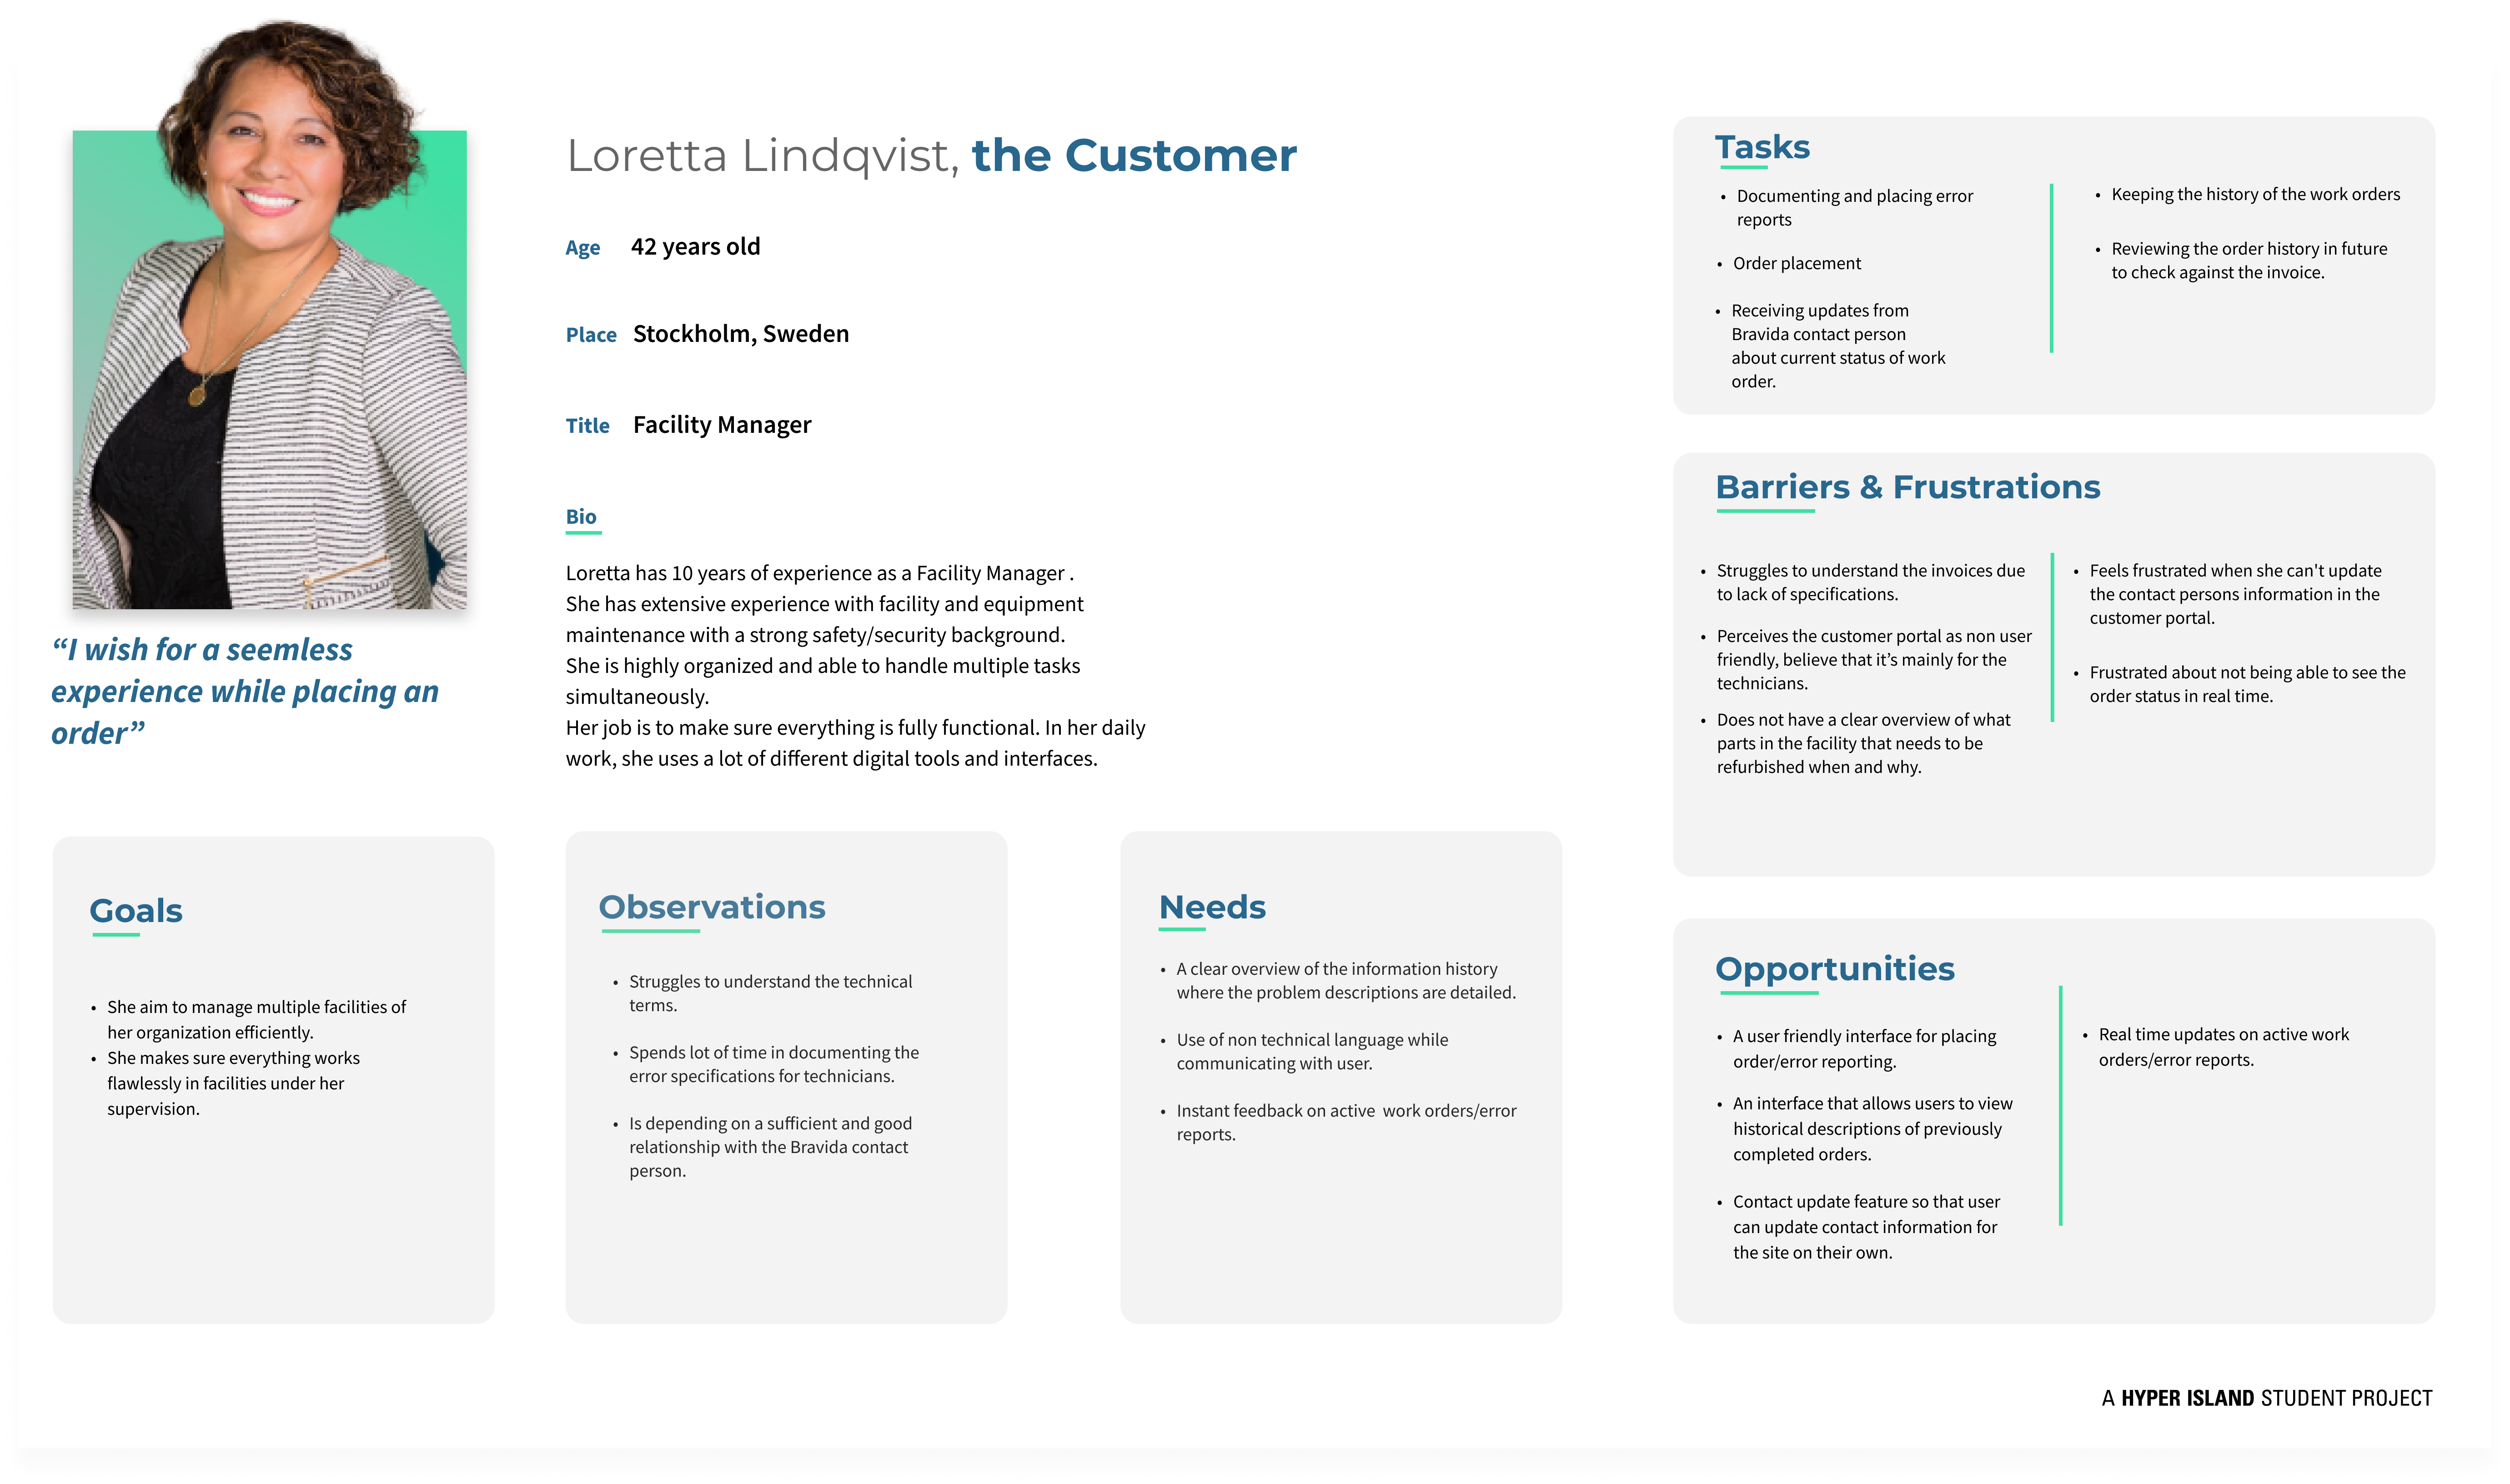 Loretta Lindqvist, the Customer
Age 42 years old
Place Stockholm, Sweden
Title Facility Manager
Bio
Loretta has 10 years of experience as a Facility Manager .
She has extensive experience with facility and equipment
maintenance with a strong safety/security background.
She is highly organized and able to handle multiple tasks
simultaneously.
Her job is to make sure everything is fully functional. In her daily
work, she uses a lot of different digital tools and interfaces.
“I wish for a seemless
experience while placing an
order”
Goals
• She aim to manage multiple facilities of
her organization efficiently.
• She makes sure everything works
flawlessly in facilities under her
supervision.
Observations
• Struggles to understand the technical
terms.
• Spends lot of time in documenting the
error specifications for technicians.
• Is depending on a sufficient and good
relationship with the Bravida contact
person.
Needs
• A clear overview of the information history
where the problem descriptions are detailed.
• Use of non technical language while
communicating with user.
• Instant feedback on active  work orders/error
reports.
Tasks
• Documenting and placing error
reports
• Order placement
• Receiving updates from
Bravida contact person
about current status of work
order.
• Keeping the history of the work orders
• Reviewing the order history in future
to check against the invoice.
Barriers & Frustrations
• Struggles to understand the invoices due
to lack of specifications.
• Perceives the customer portal as non user
friendly, believe that it’s mainly for the
technicians.
• Does not have a clear overview of what
parts in the facility that needs to be
refurbished when and why.
• Feels frustrated when she can't update
the contact persons information in the
customer portal.
• Frustrated about not being able to see the
order status in real time.
Opportunities
• A user friendly interface for placing
order/error reporting.
• An interface that allows users to view
historical descriptions of previously
completed orders.
• Contact update feature so that user
can update contact information for
the site on their own.
• Real time updates on active work
orders/error reports.
A HYPER ISLAND STUDENT PROJECT